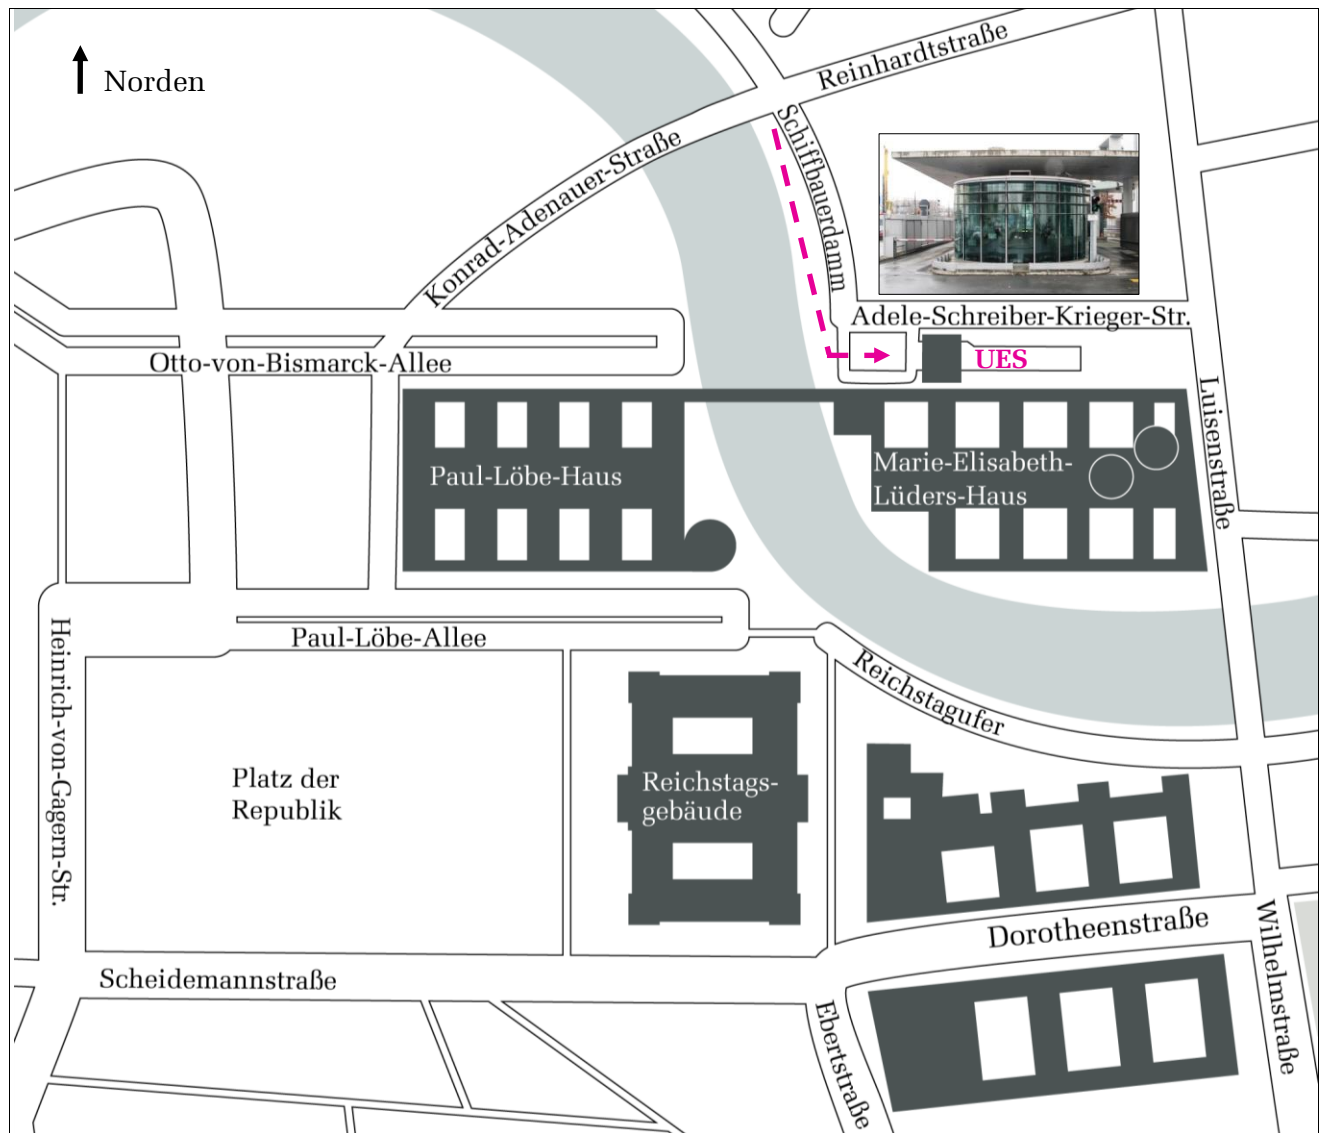 Norden
Reinhardtstraße
Schiffbauerdamm
Konrad-Adenauer-Straße
Adele-Schreiber-Krieger-Str.
Otto-von-Bismarck-Allee
UES
Luisenstraße
Paul-Löbe-Haus
Marie-Elisabeth-
Lüders-Haus
Heinrich-von-Gagern-Str.
Paul-Löbe-Allee
Reichstagufer
Platz der
Republik
Reichstags-
gebäude
Dorotheenstraße
Wilhelmstraße
Scheidemannstraße
Ebertstraße